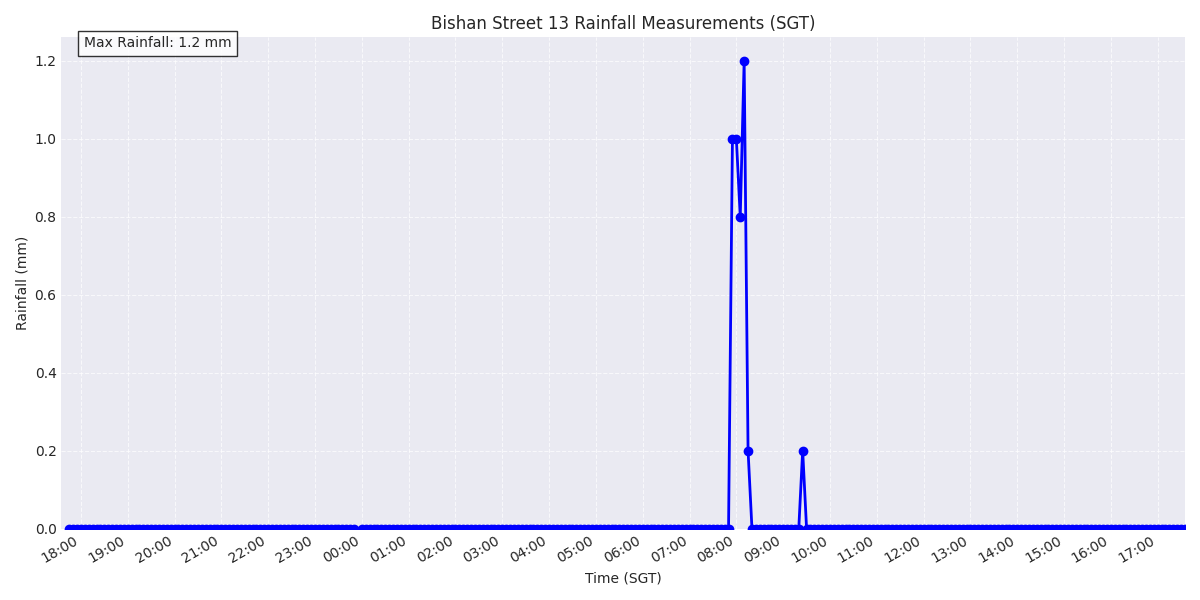 Bishan Street 13 Rainfall Measurements (SGT)
Max Rainfall: 1.2 mm
Rainfall (mm)
1.2
1.0
0.8
0.6
0.4
0.2
0.0
18:00 19:00 20:00 21:00 22:00 23:00 00:00 01:00 02:00 03:00 04:00 05:00 06:00 07:00 08:00 09:00 10:00 11:00 12:00 13:00 14:00 15:00 16:00 17:00
Time (SGT)